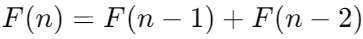 F(n) = F(n − 1) + F(n − 2)